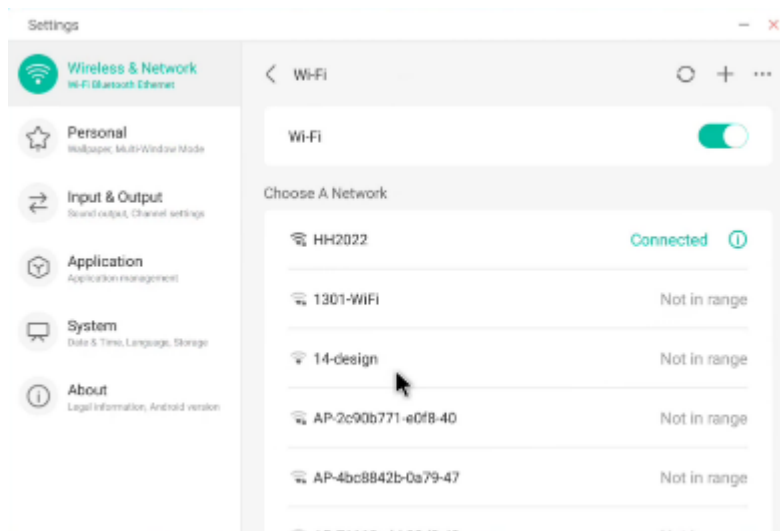 Settings
Wireless & Network
Wi-Fi Bluetooth Ethernet
Personal
Wallpaper, Multi-Window Mode
Input & Output
Sound output, Channel settings
Application
Application management
System
Date & Time, Language, Storage
About
Legal information, Android version
Wi-Fi
Wi-Fi
Choose A Network
HH2022 Connected
1301-WiFi Not in range
14-design Not in range
AP-2c90b771-e0f8-40 Not in range
AP-4bc8842b-0a79-47 Not in range